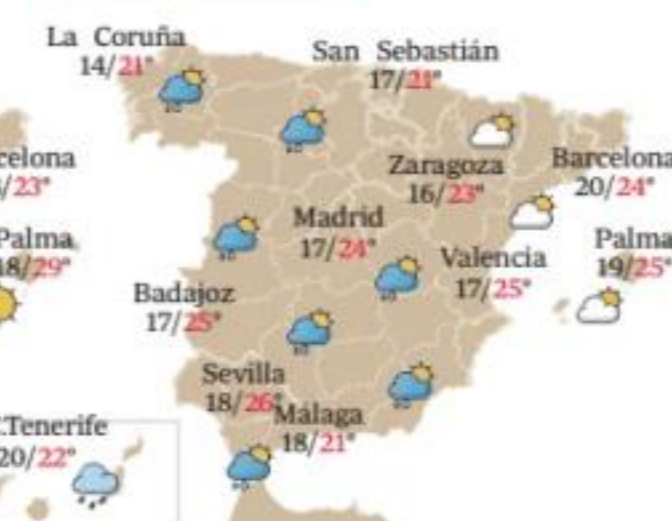 La Coruña
14/21°
San Sebastián
17/21°
celona
/23°
Zaragoza
16/23°
Barcelona
20/24°
Palma
18/29°
Madrid
17/24°
Valencia
17/25°
Palma
19/25°
Badajoz
17/25°
Sevilla
18/26°
Málaga
18/21°
.Tenerife
20/22°